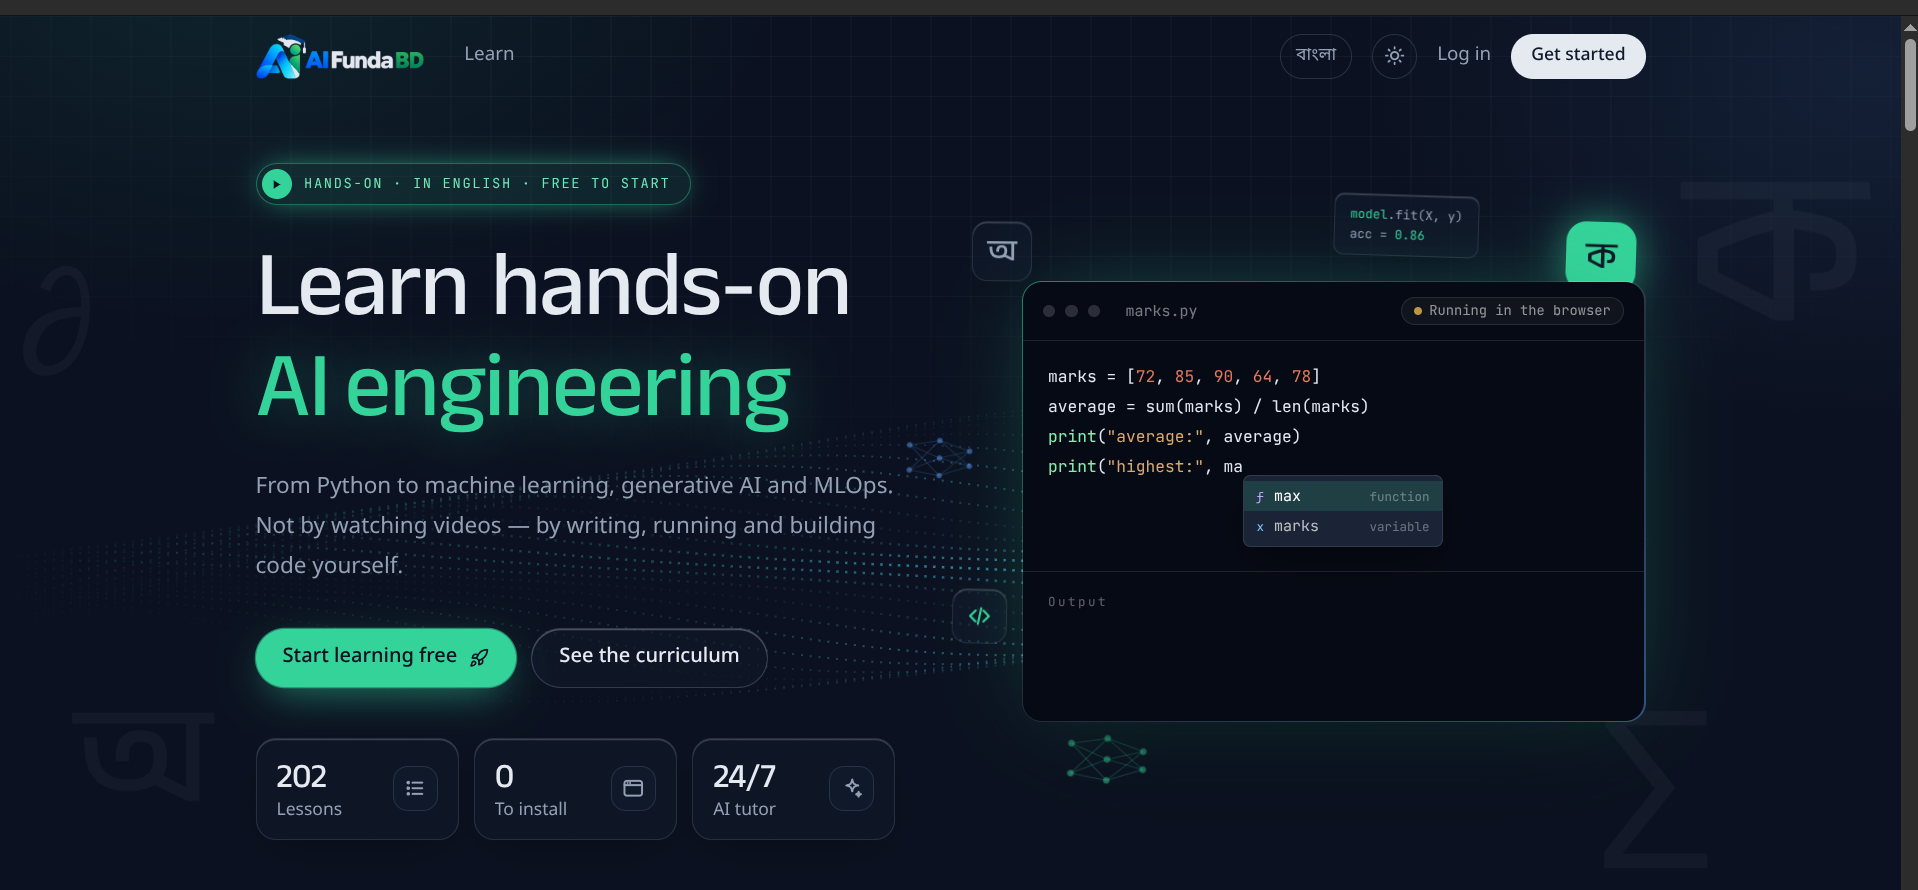 AI Funda BD
Learn
বাংলা
Log in
Get started
HANDS-ON · IN ENGLISH · FREE TO START
Learn hands-on
AI engineering
From Python to machine learning, generative AI and MLOps.
Not by watching videos — by writing, running and building
code yourself.
Start learning free
See the curriculum
202
Lessons
0
To install
24/7
AI tutor
অ
model.fit(X, y)
acc = 0.86
ক
marks.py
Running in the browser
marks = [72, 85, 90, 64, 78]
average = sum(marks) / len(marks)
print("average:", average)
print("highest:", ma
ƒ max function
x marks variable
Output
</>
∂
ক
অ
Σ